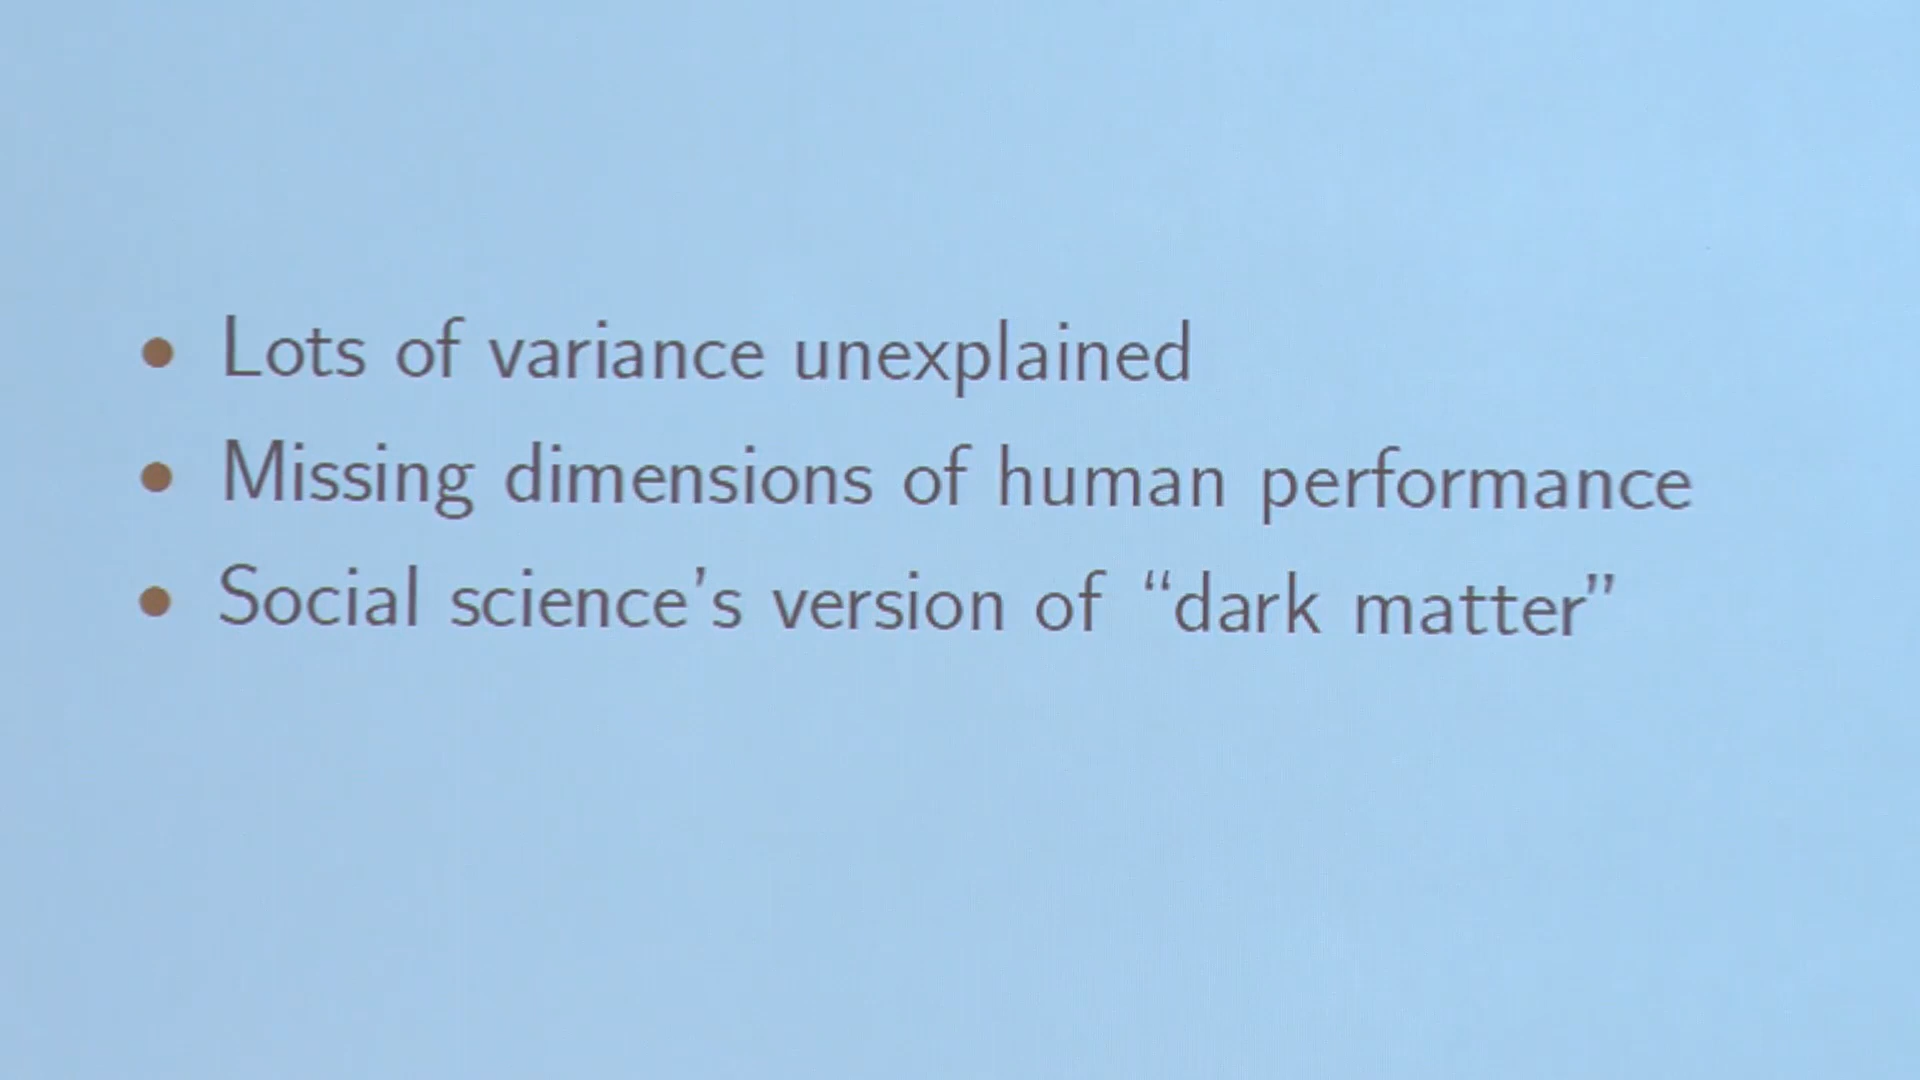 • Lots of variance unexplained
• Missing dimensions of human performance
• Social science's version of “dark matter”